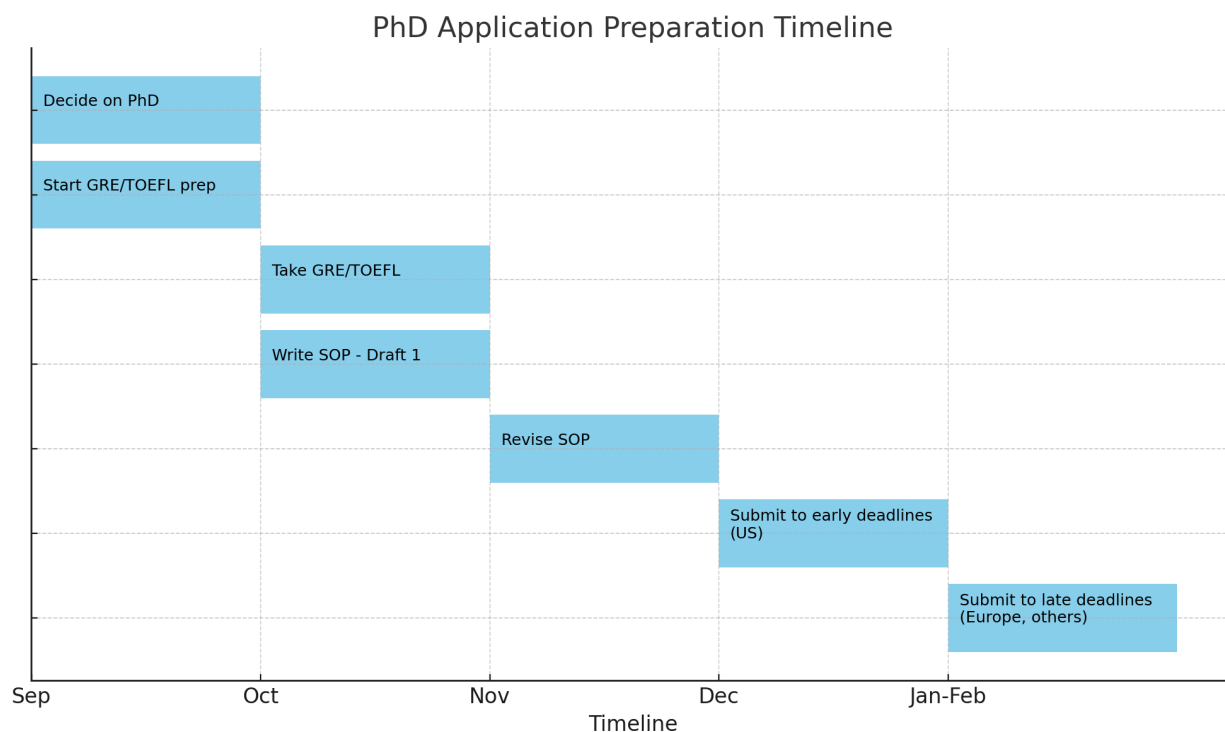 PhD Application Preparation Timeline
Decide on PhD
Start GRE/TOEFL prep
Take GRE/TOEFL
Write SOP - Draft 1
Revise SOP
Submit to early deadlines
(US)
Submit to late deadlines
(Europe, others)
Sep Oct Nov Dec Jan-Feb
Timeline